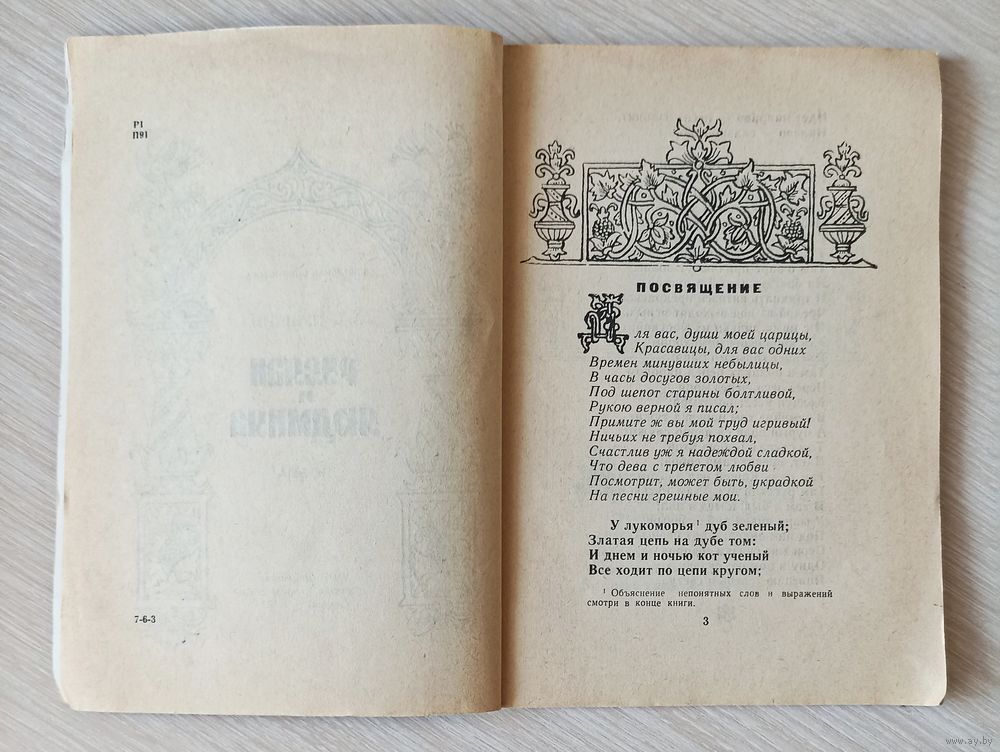 Р1
П91
7-6-3
ПОСВЯЩЕНИЕ
Для вас, души моей царицы,
Красавицы, для вас одних
Времен минувших небылицы,
В часы досугов золотых,
Под шепот старины болтливой,
Рукою верной я писал;
Примите ж вы мой труд игривый!
Ничьих не требуя похвал,
Счастлив уж я надеждой сладкой,
Что дева с трепетом любви
Посмотрит, может быть, украдкой
На песни грешные мои.
У лукоморья¹ дуб зеленый;
Златая цепь на дубе том:
И днем и ночью кот ученый
Все ходит по цепи кругом;
¹ Объяснение непонятных слов и выражений
смотри в конце книги.
3
www.ay.by